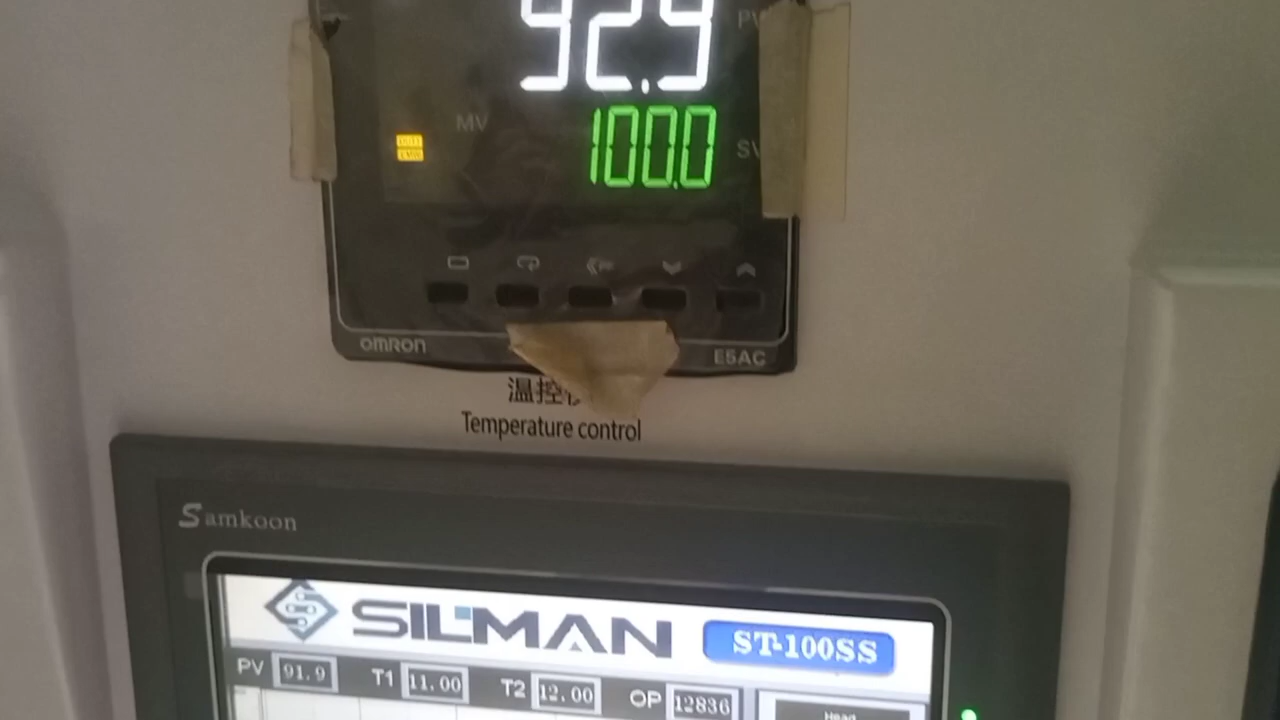 92.9
PV
MV
100.0
SV
OMRON
E5AC
温控
Temperature control
Samkoon
SILMAN
ST-100SS
PV 91.9 T1 11.00 T2 12.00 OP 12836
Head